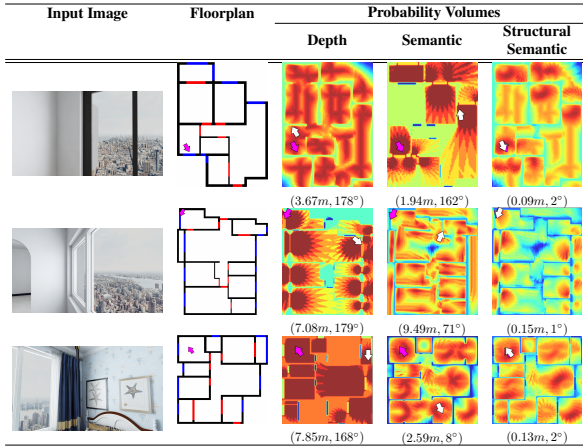 Input Image Floorplan Probability Volumes
Depth Semantic Structural Semantic
(3.67m, 178°) (1.94m, 162°) (0.09m, 2°)
(7.08m, 179°) (9.49m, 71°) (0.15m, 1°)
(7.85m, 168°) (2.59m, 8°) (0.13m, 2°)